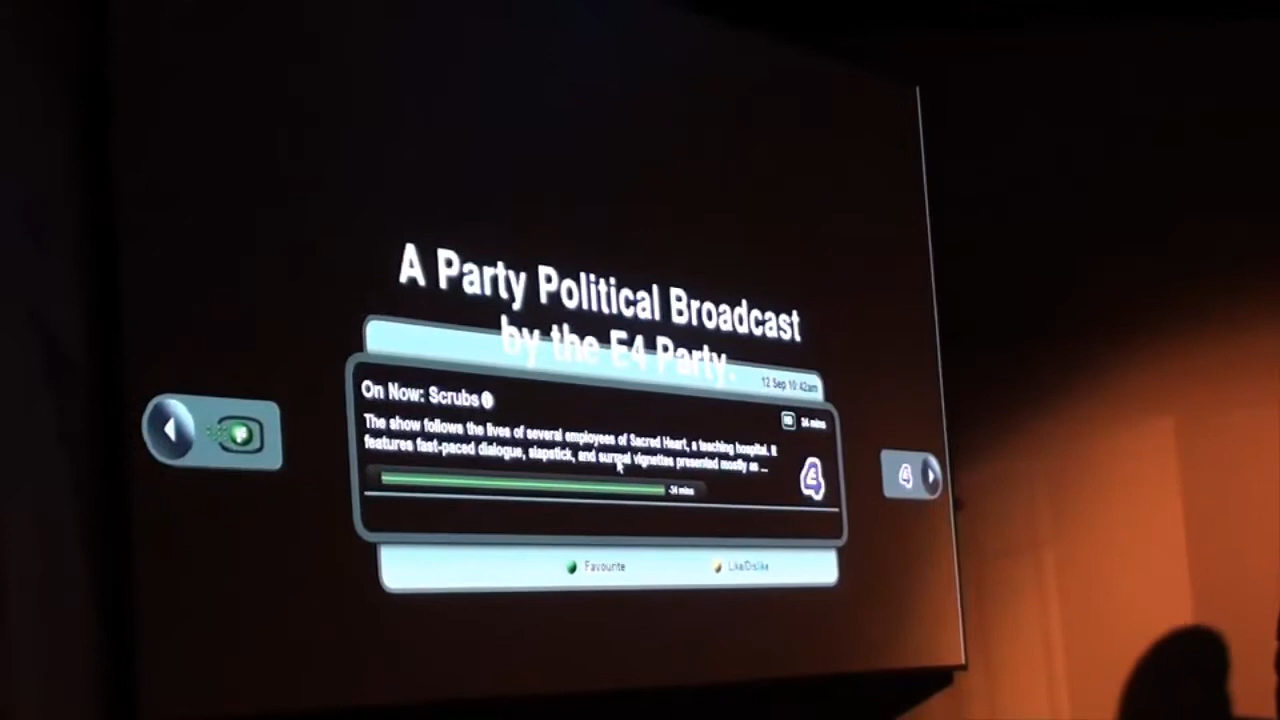 A Party Political Broadcast
by the E4 Party.
12 Sep 10:42am
On Now: Scrubs i
HD 34 mins
The show follows the lives of several employees of Sacred Heart, a teaching hospital. It
features fast-paced dialogue, slapstick, and surreal vignettes presented mostly as ...
-34 mins
E4
4
Favourite
Like/Dislike